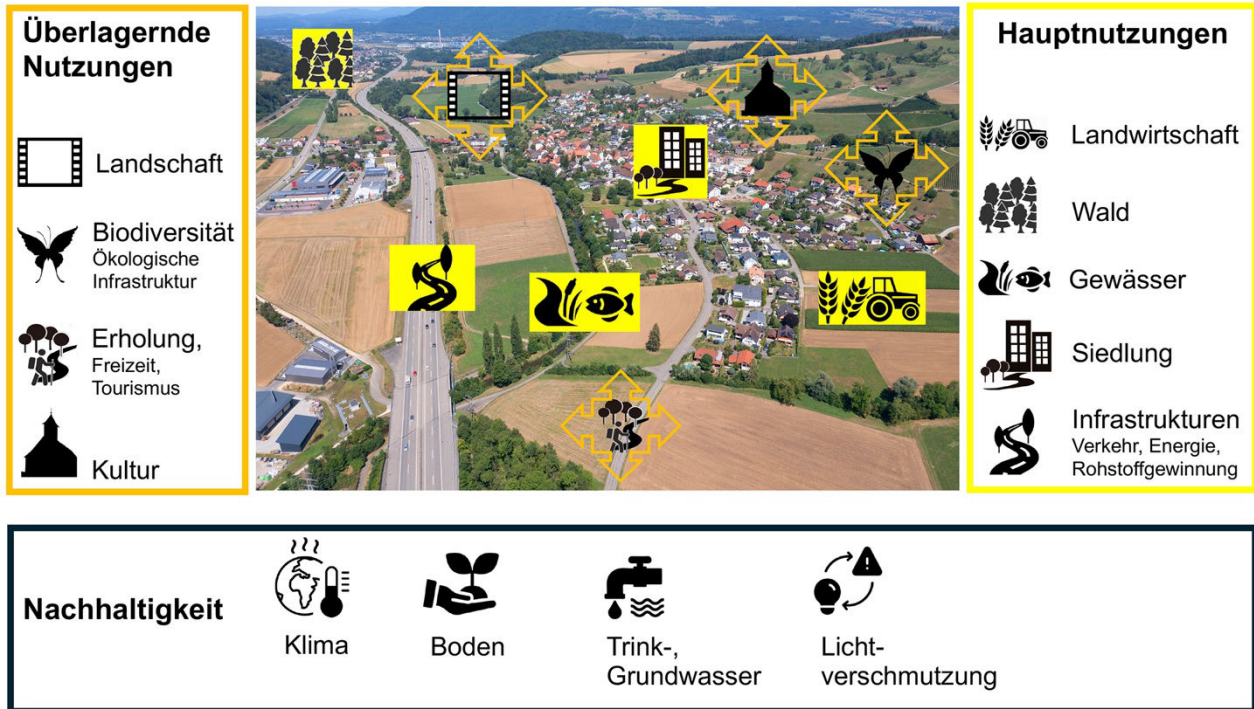 Überlagernde
Nutzungen
Landschaft
Biodiversität
Ökologische
Infrastruktur
Erholung,
Freizeit,
Tourismus
Kultur
Hauptnutzungen
Landwirtschaft
Wald
Gewässer
Siedlung
Infrastrukturen
Verkehr, Energie,
Rohstoffgewinnung
Nachhaltigkeit
Klima
Boden
Trink-,
Grundwasser
Licht-
verschmutzung